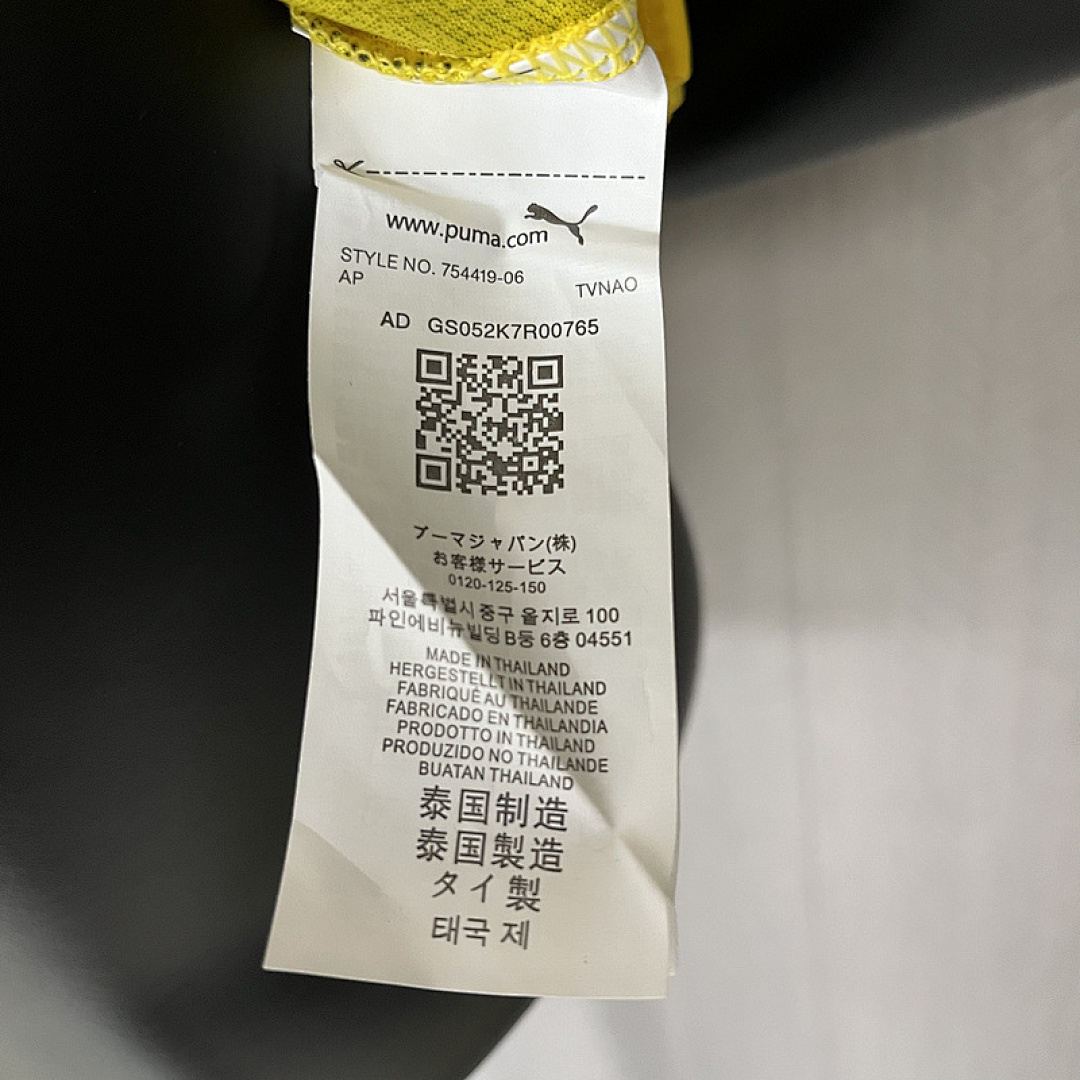 www.puma.com
STYLE NO. 754419-06
AP TVNAO
AD GS052K7R00765
プーマジャパン(株)
お客様サービス
0120-125-150
서울특별시 중구 을지로 100
파인에비뉴빌딩 B동 6층 04551
MADE IN THAILAND
HERGESTELLT IN THAILAND
FABRIQUÉ AU THAILANDE
FABRICADO EN THAILANDIA
PRODOTTO IN THAILAND
PRODUZIDO NO THAILANDE
BUATAN THAILAND
泰国制造
泰国製造
タイ製
태국 제